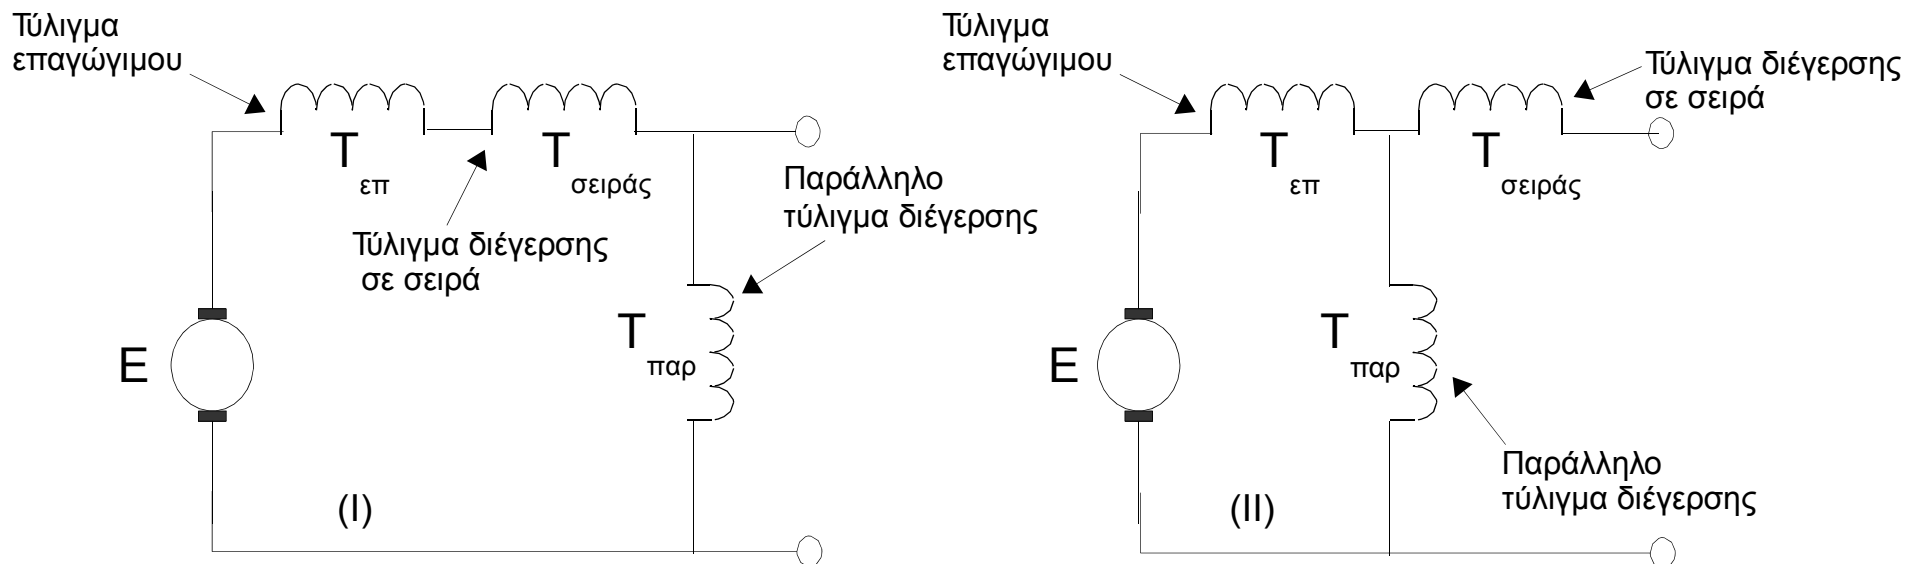 Τύλιγμα
επαγώγιμου
Τ επ
Τ σειράς
Τύλιγμα διέγερσης
σε σειρά
Παράλληλο
τύλιγμα διέγερσης
Τ παρ
Ε
(I)
Τύλιγμα
επαγώγιμου
Τύλιγμα διέγερσης
σε σειρά
Τ επ
Τ σειράς
Τ παρ
Ε
Παράλληλο
τύλιγμα διέγερσης
(II)